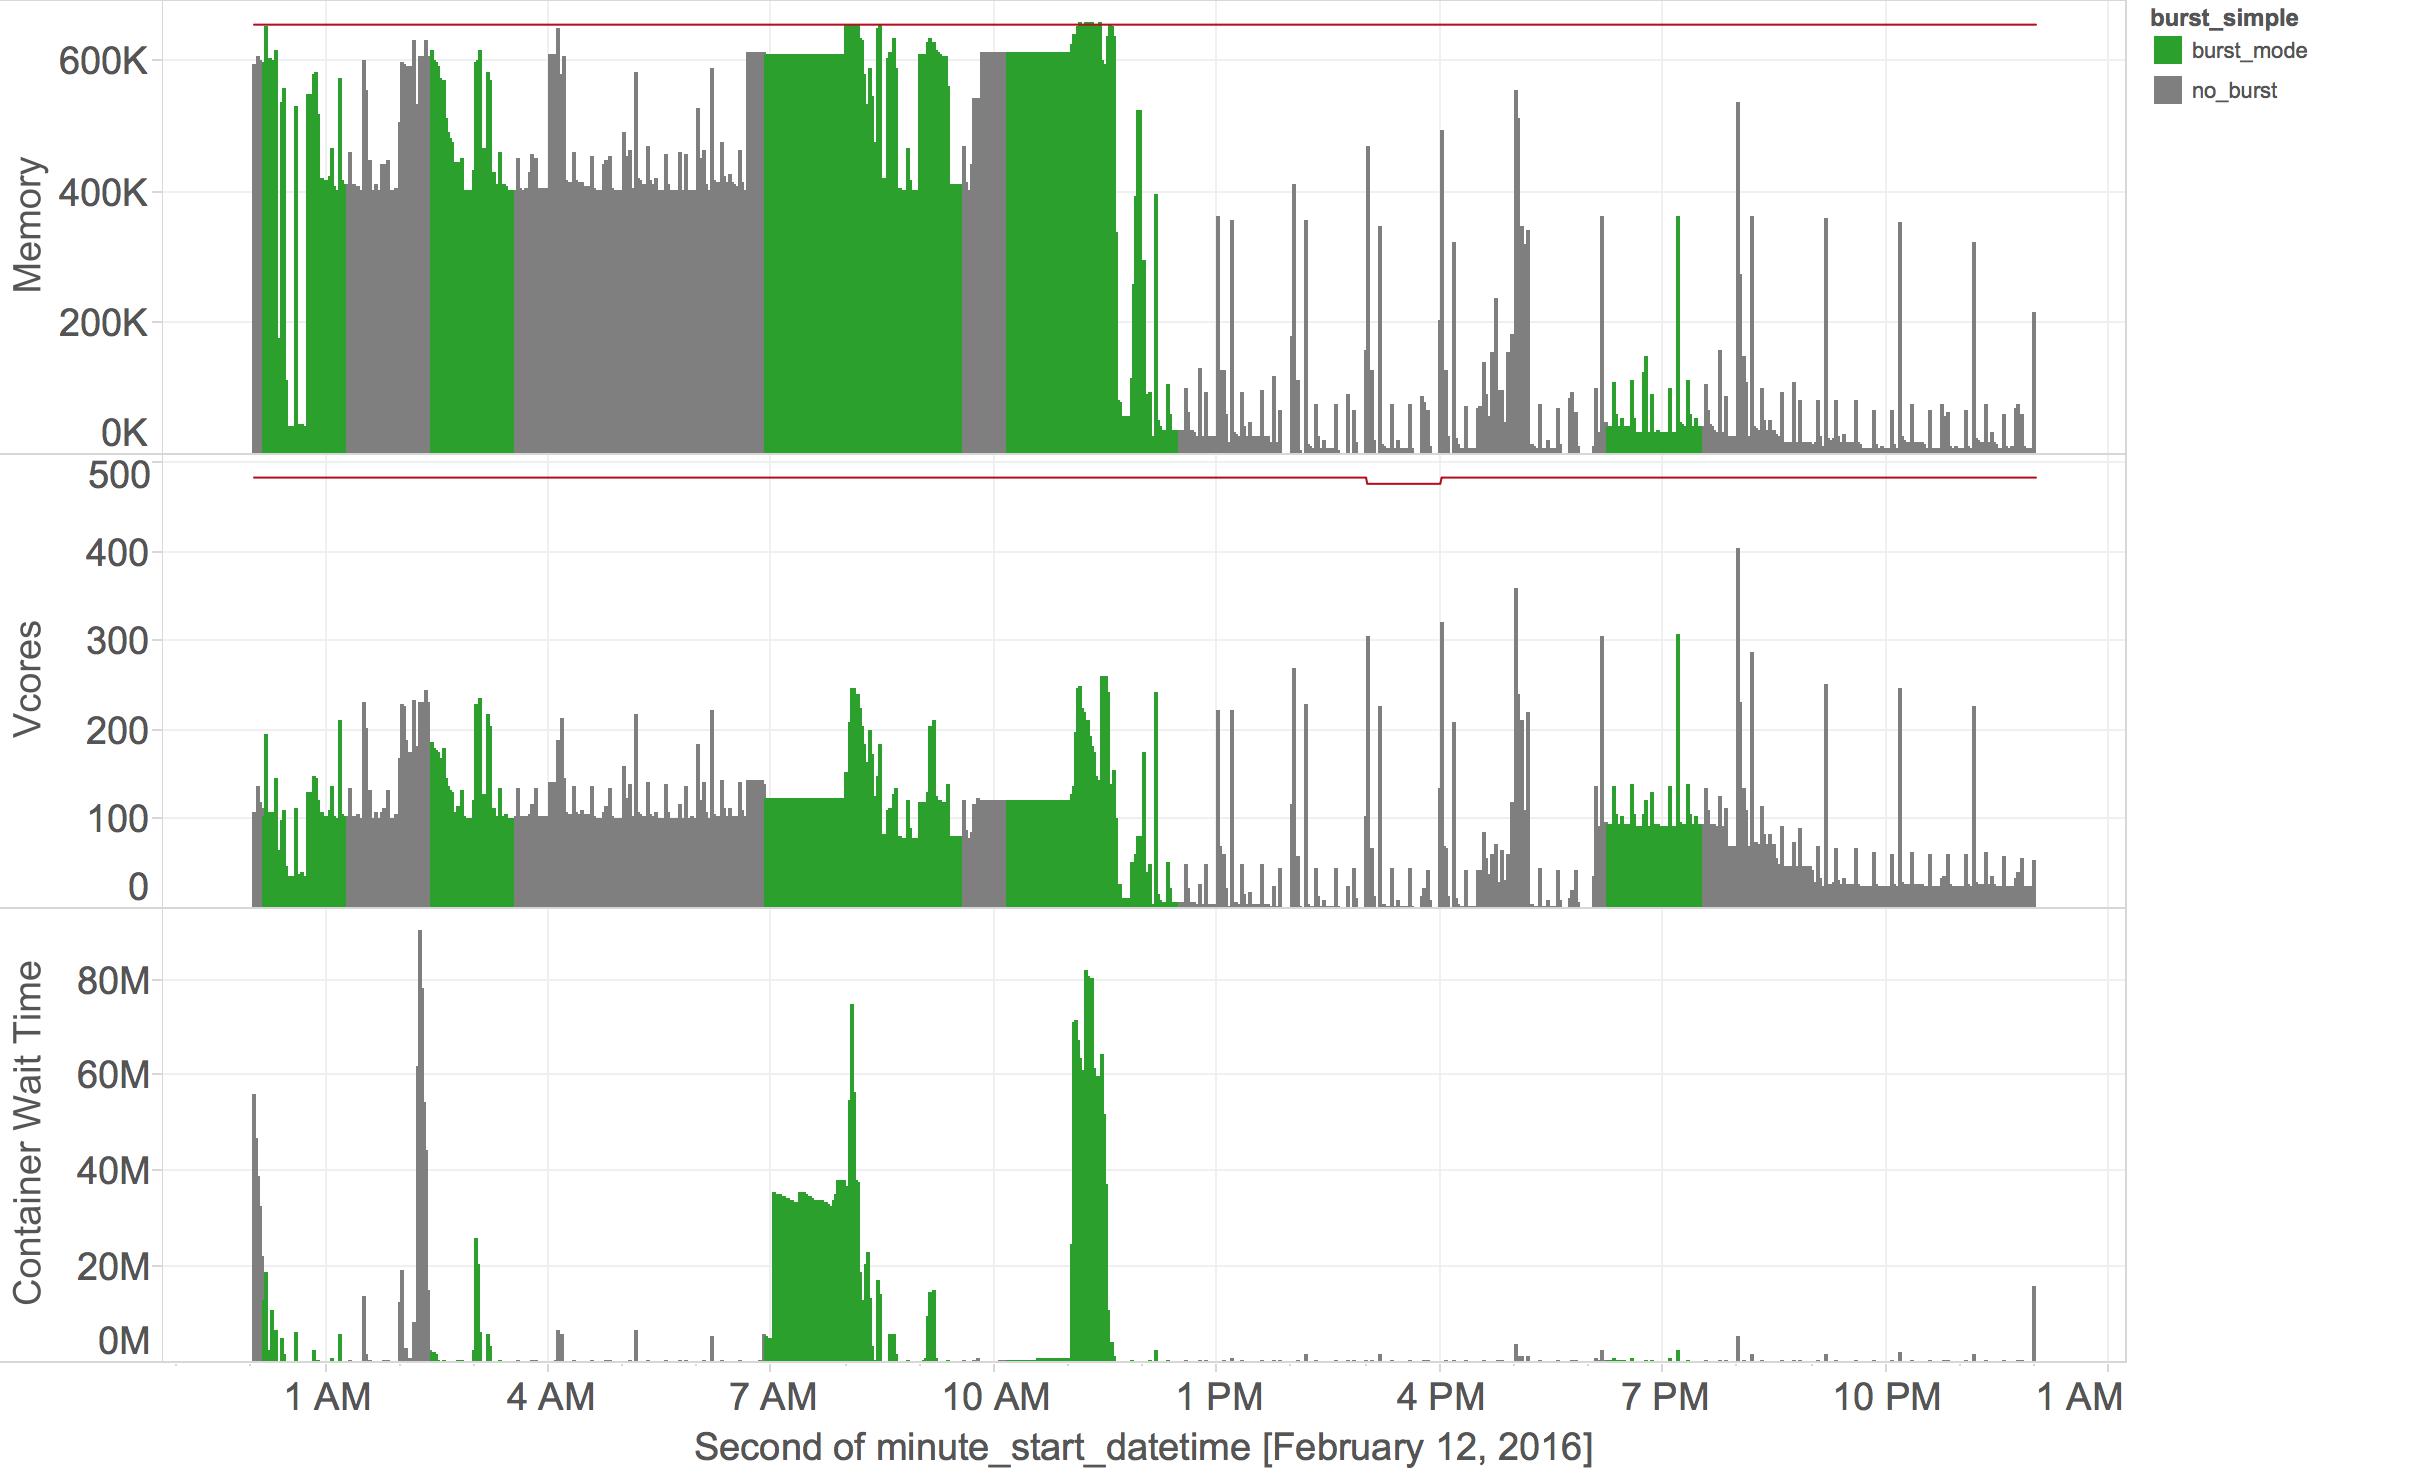 burst_simple
burst_mode
no_burst
Memory
600K
400K
200K
0K
Vcores
500
400
300
200
100
0
Container Wait Time
80M
60M
40M
20M
0M
1 AM 4 AM 7 AM 10 AM 1 PM 4 PM 7 PM 10 PM 1 AM
Second of minute_start_datetime [February 12, 2016]